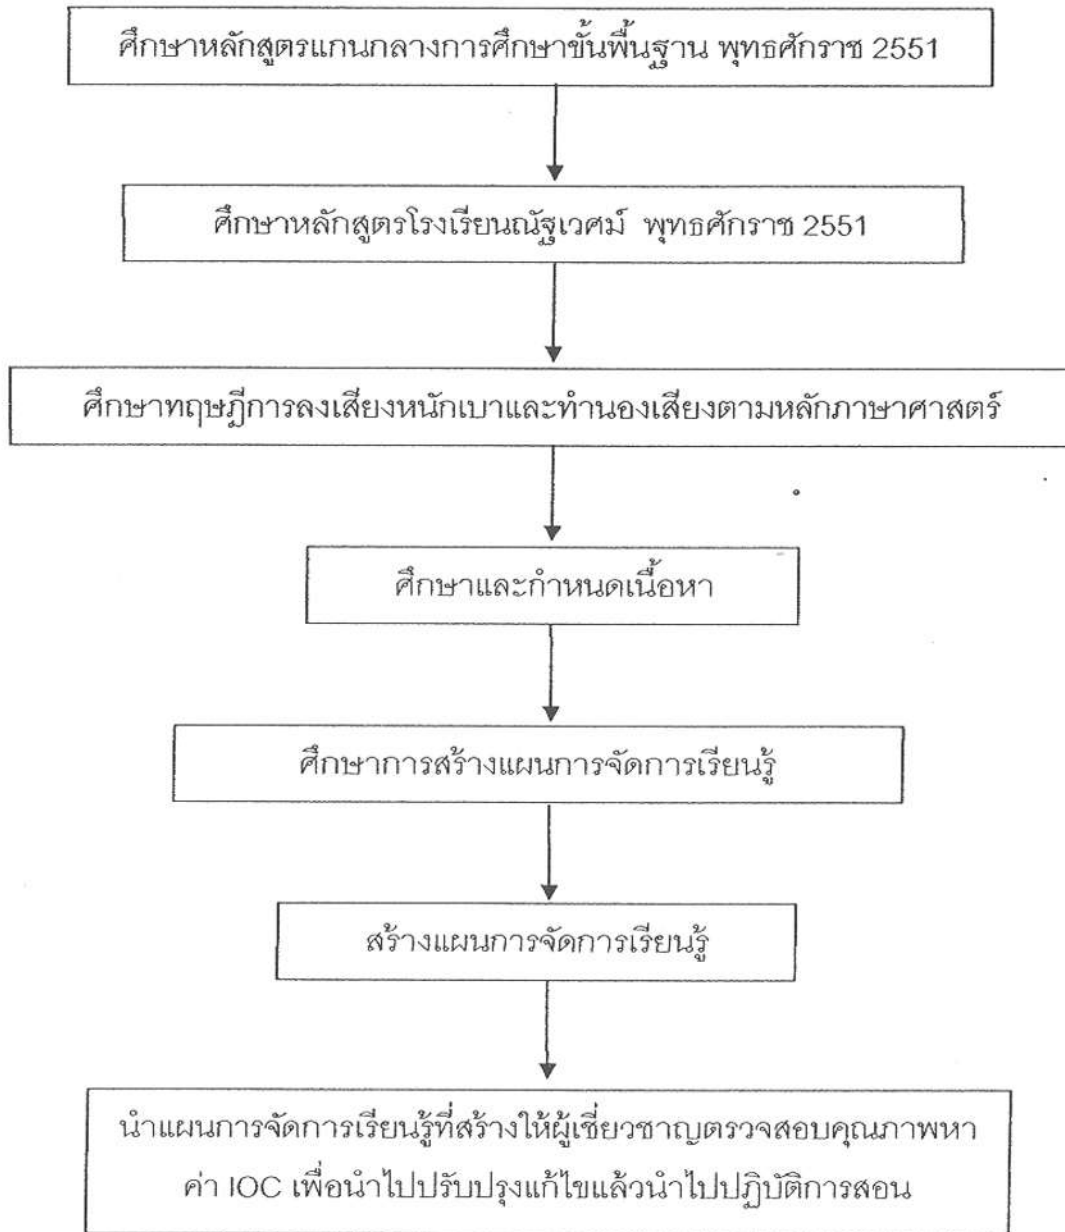 ศึกษาหลักสูตรแกนกลางการศึกษาขั้นพื้นฐาน พุทธศักราช 2551
ศึกษาหลักสูตรโรงเรียนณัฐเวศม์ พุทธศักราช 2551
ศึกษาทฤษฎีการลงเสียงหนักเบาและทำนองเสียงตามหลักภาษาศาสตร์
ศึกษาและกำหนดเนื้อหา
ศึกษาการสร้างแผนการจัดการเรียนรู้
สร้างแผนการจัดการเรียนรู้
นำแผนการจัดการเรียนรู้ที่สร้างให้ผู้เชี่ยวชาญตรวจสอบคุณภาพหา
ค่า IOC เพื่อนำไปปรับปรุงแก้ไขแล้วนำไปปฏิบัติการสอน